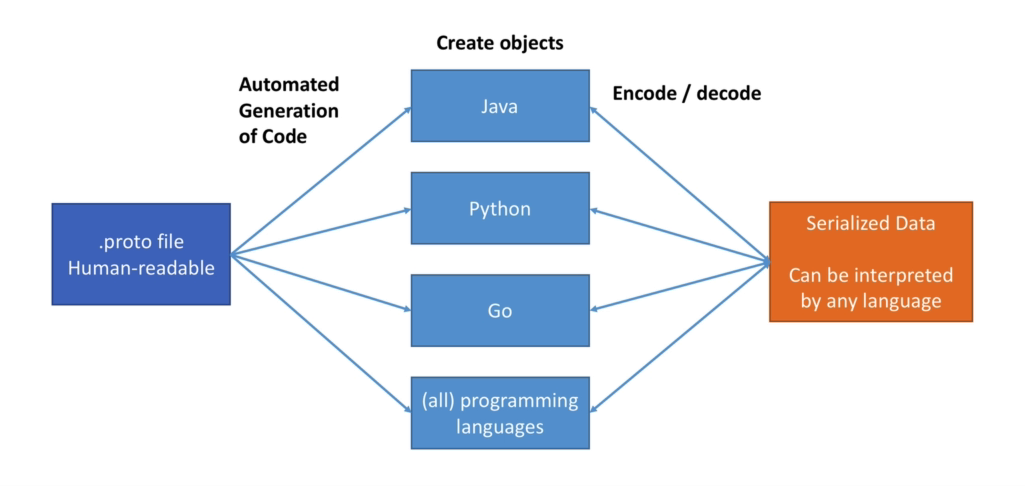 Create objects
Automated
Generation
of Code
Java
Encode / decode
Python
.proto file
Human-readable
Serialized Data
Can be interpreted
by any language
Go
(all) programming
languages